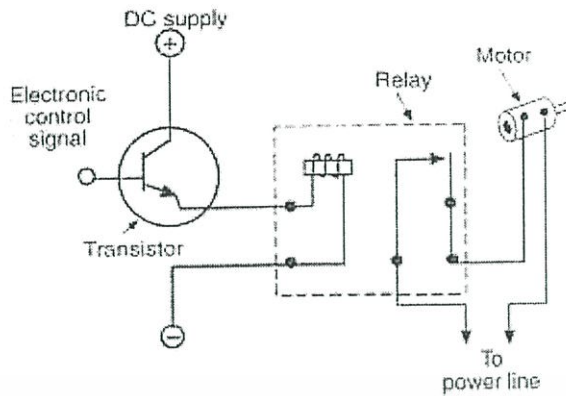 DC supply
+
Electronic
control
signal
Transistor
Relay
Motor
−
To
power line